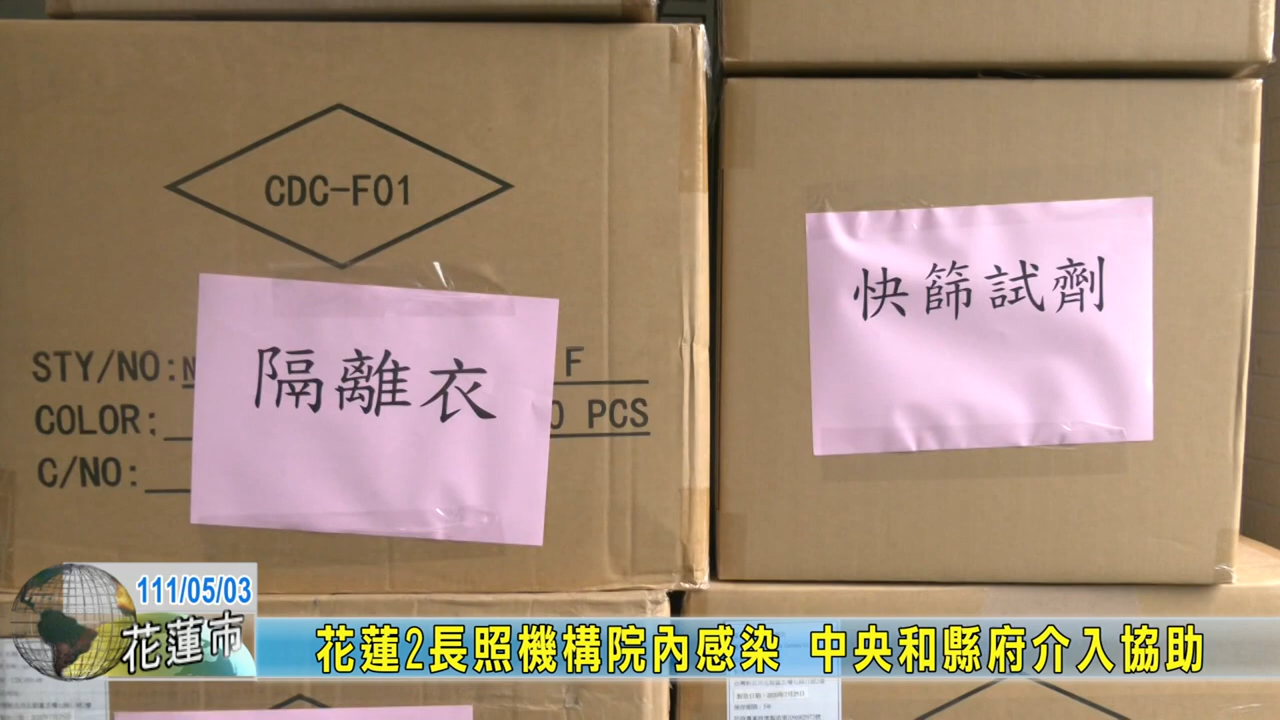 CDC-F01
隔離衣
快篩試劑
STY/NO:
F
COLOR:
PCS
C/NO:
111/05/03
花蓮市
花蓮2長照機構院內感染 中央和縣府介入協助